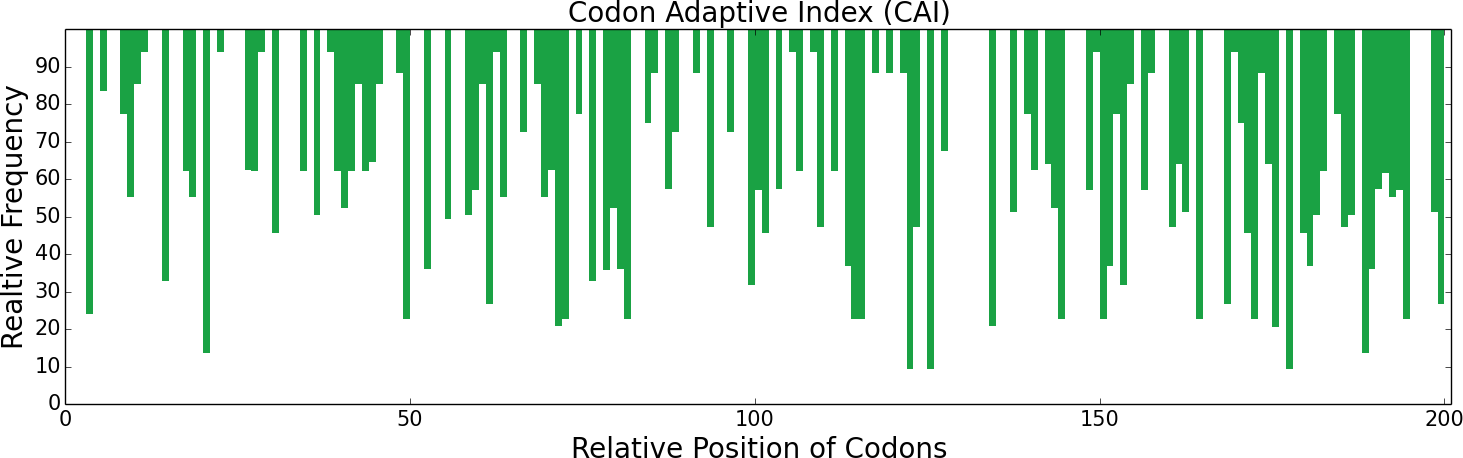 Codon Adaptive Index (CAI)
Realtive Frequency
90
80
70
60
50
40
30
20
10
0
0 50 100 150 200
Relative Position of Codons